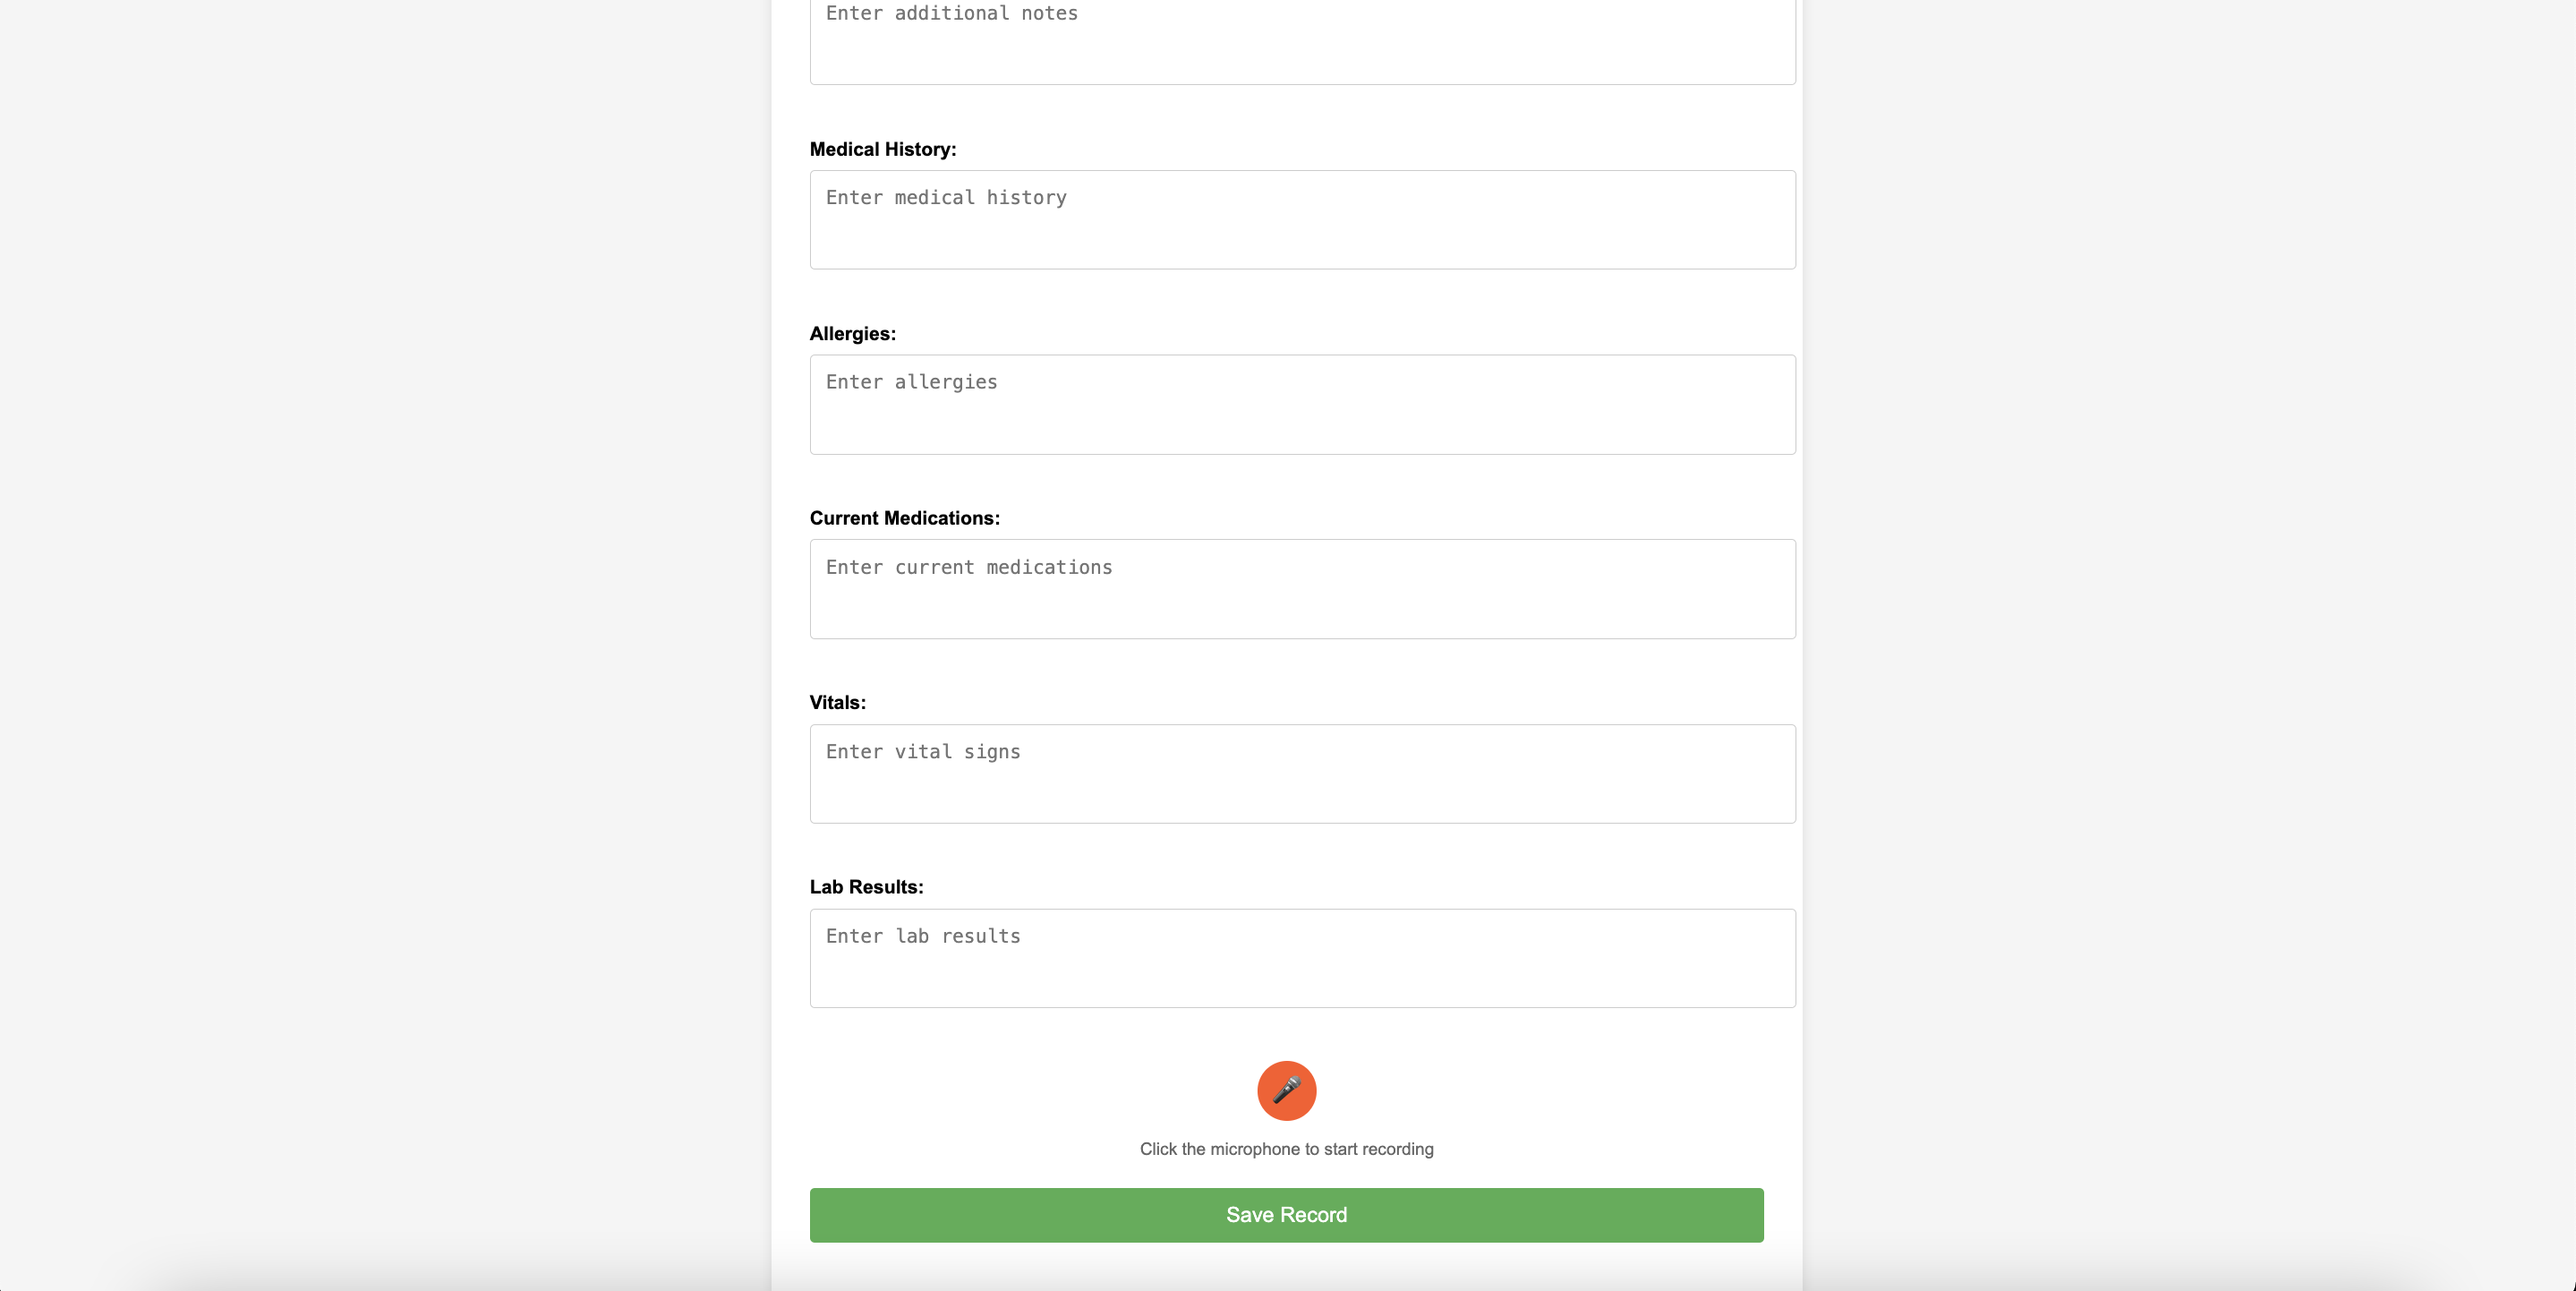 Enter additional notes
Medical History:
Enter medical history
Allergies:
Enter allergies
Current Medications:
Enter current medications
Vitals:
Enter vital signs
Lab Results:
Enter lab results
Click the microphone to start recording
Save Record